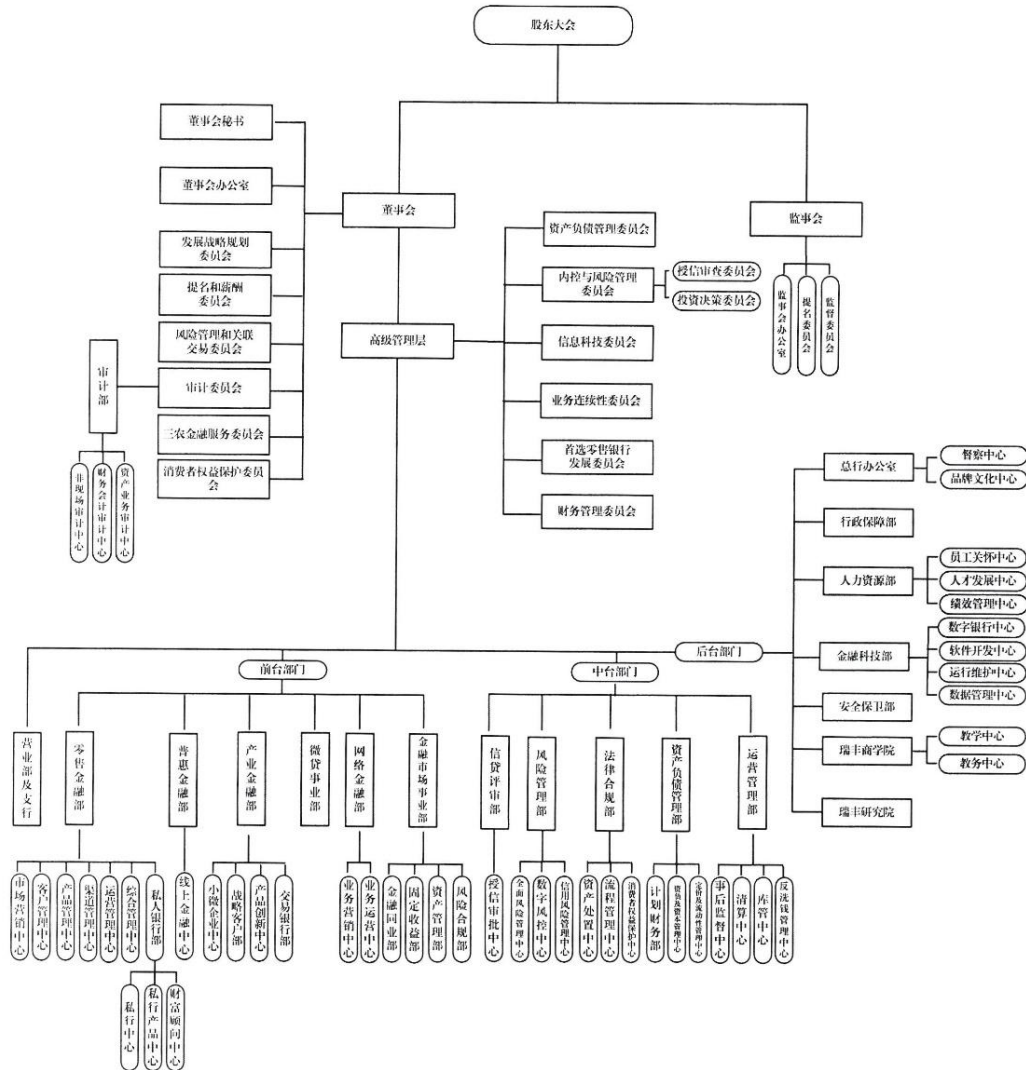 股东大会
董事会秘书
董事会办公室
发展战略规划
委员会
提名和薪酬
委员会
风险管理和关联
交易委员会
审计委员会
三农金融服务委员会
消费者权益保护委员
会
审计部
非现场审计中心
财务会计审计中心
资产业务审计中心
董事会
高级管理层
资产负债管理委员会
内控与风险管理
委员会
授信审查委员会
投资决策委员会
信息科技委员会
业务连续性委员会
首选零售银行
发展委员会
财务管理委员会
监事会
监事会办公室
提名委员会
监督委员会
后台部门
总行办公室
督察中心
品牌文化中心
行政保障部
人力资源部
员工关怀中心
人才发展中心
绩效管理中心
金融科技部
数字银行中心
软件开发中心
运行维护中心
数据管理中心
安全保卫部
瑞丰商学院
教学中心
教务中心
瑞丰研究院
前台部门
中台部门
营业部及支行
零售金融部
普惠金融部
产业金融部
微贷事业部
网络金融部
金融市场事业部
信贷评审部
风险管理部
法律合规部
资产负债管理部
运营管理部
市场营销中心
客户管理中心
产品管理中心
渠道管理中心
运营管理中心
综合管理中心
私人银行部
线上金融中心
小微企业中心
战略客户部
产品创新中心
交易银行部
业务营销中心
业务运营中心
金融同业部
固定收益部
资产管理部
风险合规部
授信审批中心
全面风险管理中心
数字风控中心
信用风险管理中心
资产处置中心
流程管理中心
消费者权益保护中心
计划财务部
资负及资本管理中心
定价及流动性管理中心
事后监督中心
清算中心
库管中心
反洗钱管理中心
私行中心
私行产品中心
财富顾问中心